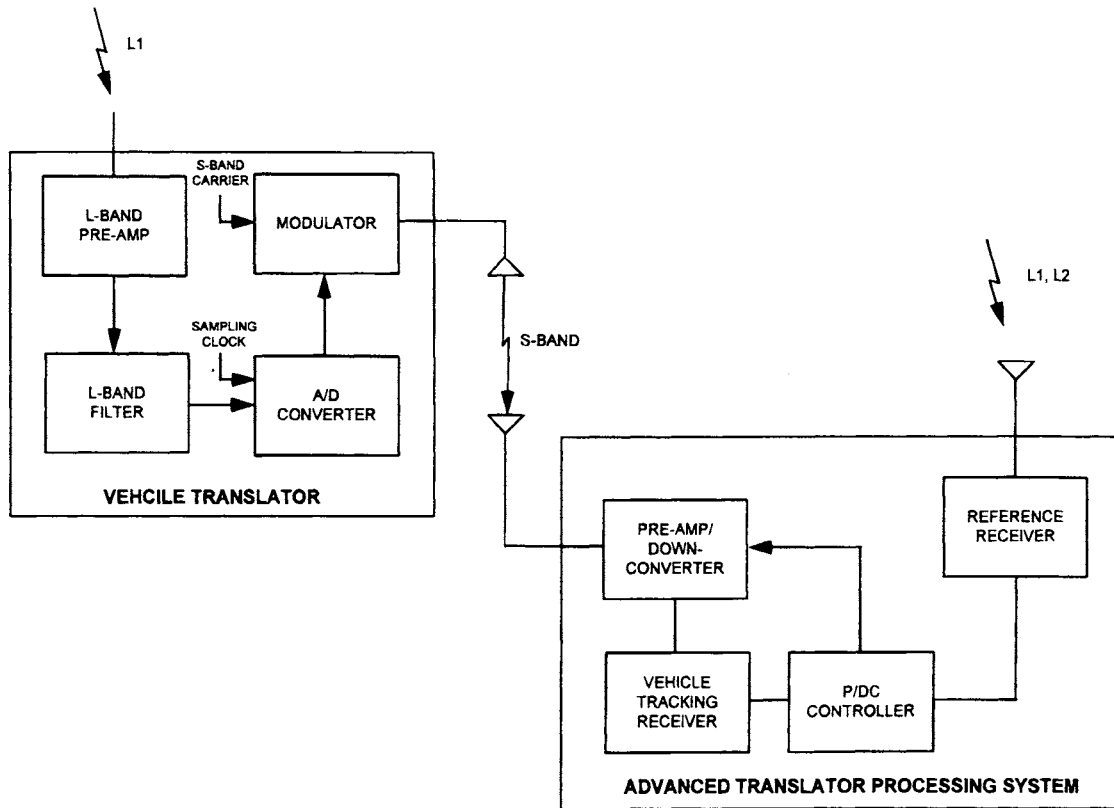 L1
S-BAND
CARRIER
L-BAND
PRE-AMP
MODULATOR
SAMPLING
CLOCK
L-BAND
FILTER
A/D
CONVERTER
VEHCILE TRANSLATOR
S-BAND
L1, L2
PRE-AMP/
DOWN-
CONVERTER
REFERENCE
RECEIVER
VEHICLE
TRACKING
RECEIVER
P/DC
CONTROLLER
ADVANCED TRANSLATOR PROCESSING SYSTEM